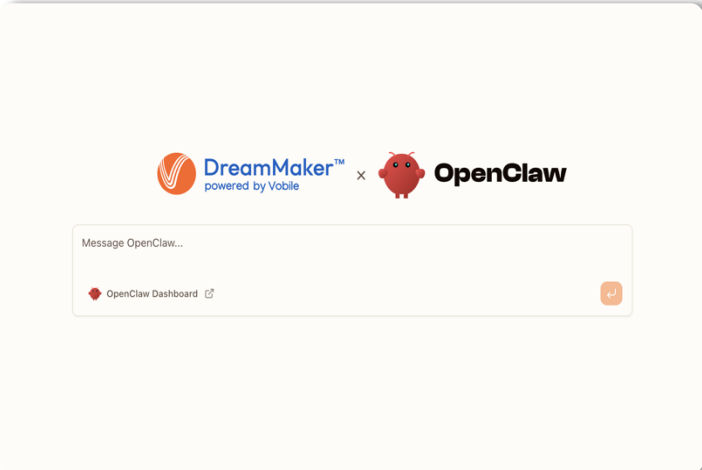 DreamMaker™
powered by Vobile
×
OpenClaw
Message OpenClaw...
OpenClaw Dashboard